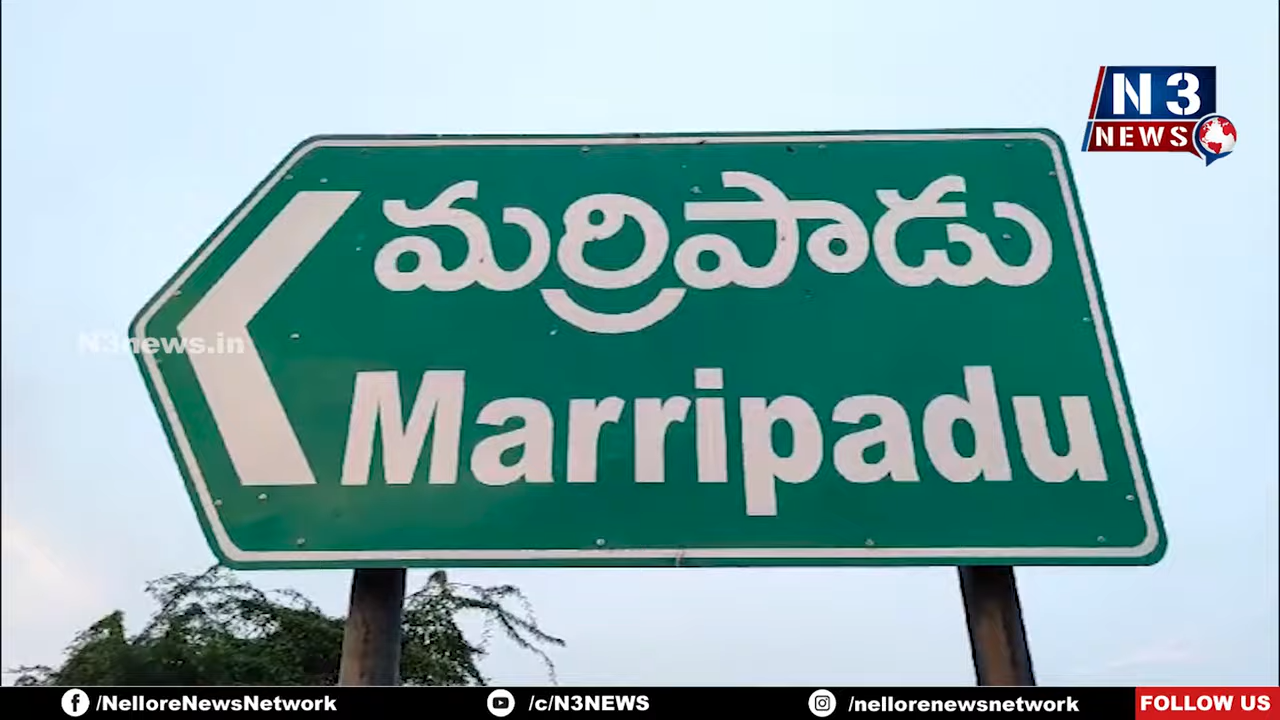 N3
NEWS
మర్రిపాడు
N3news.in
Marripadu
/NelloreNewsNetwork
/c/N3NEWS
/nellorenewsnetwork
FOLLOW US